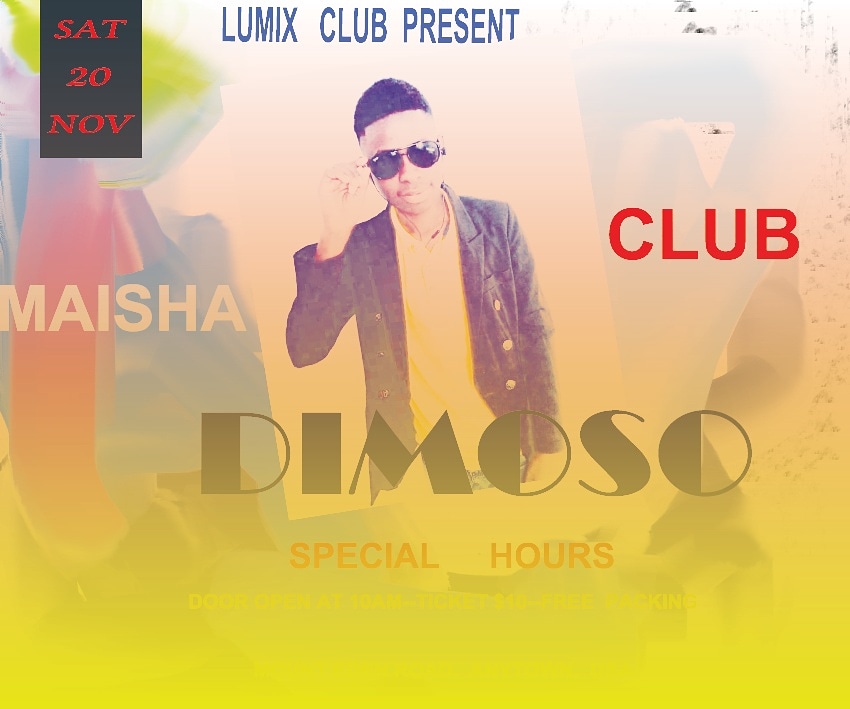 SAT
20
NOV
LUMIX CLUB PRESENT
CLUB
MAISHA
DIMOSO
SPECIAL HOURS
DOOR OPEN AT 10AM--TICKET $10--FREE PACKING